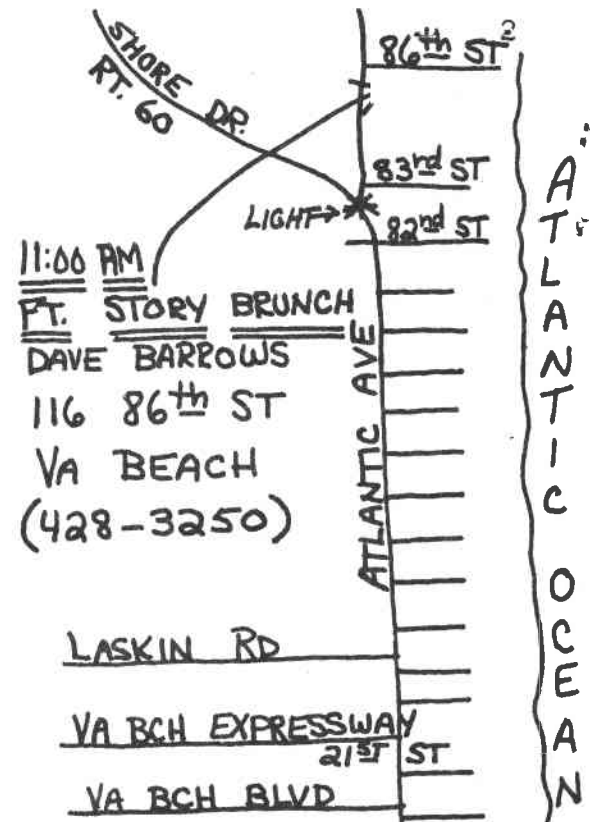 SHORE DR.
RT. 60
86th ST
83rd ST
LIGHT→
82nd ST
11:00 AM
FT. STORY BRUNCH
DAVE BARROWS
116 86th ST
VA BEACH
(428-3250)
ATLANTIC AVE
ATLANTIC OCEAN
LASKIN RD
VA BCH EXPRESSWAY
21ST ST
VA BCH BLVD